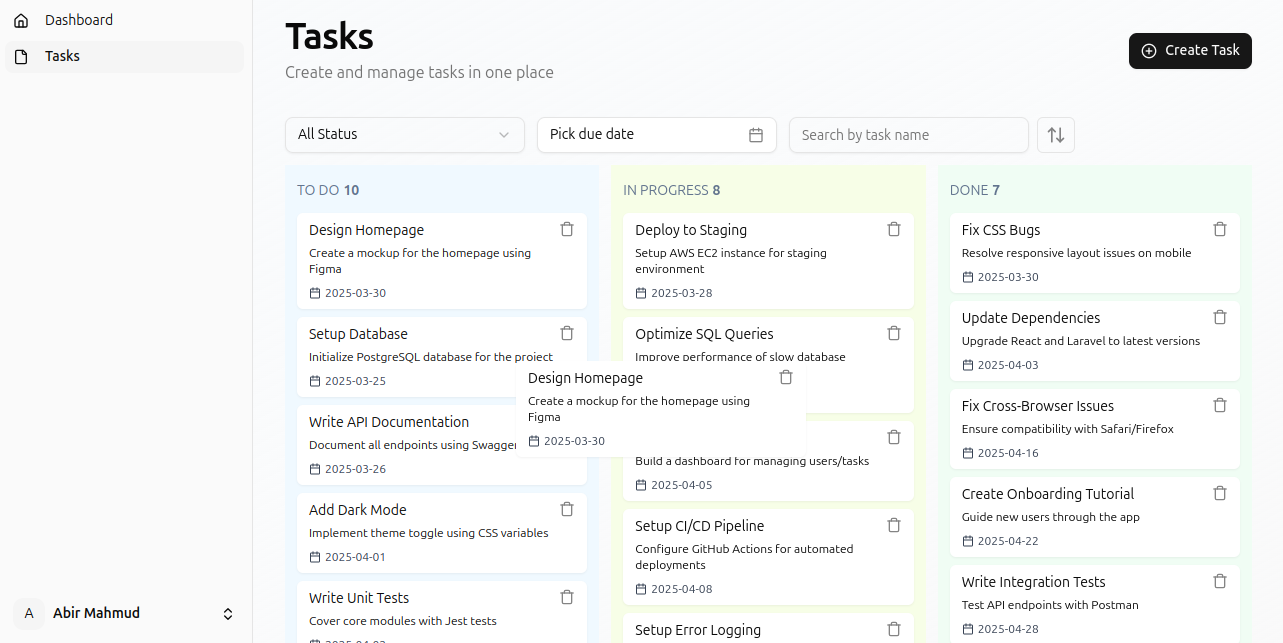 Dashboard
Tasks
A
Abir Mahmud
Tasks
Create and manage tasks in one place
Create Task
All Status
Pick due date
Search by task name
TO DO 10
Design Homepage
Create a mockup for the homepage using
Figma
2025-03-30
Setup Database
Initialize PostgreSQL database for the project
2025-03-25
Write API Documentation
Document all endpoints using Swagger
2025-03-26
Add Dark Mode
Implement theme toggle using CSS variables
2025-04-01
Write Unit Tests
Cover core modules with Jest tests
Design Homepage
Create a mockup for the homepage using
Figma
2025-03-30
IN PROGRESS 8
Deploy to Staging
Setup AWS EC2 instance for staging
environment
2025-03-28
Optimize SQL Queries
Improve performance of slow database
Build a dashboard for managing users/tasks
2025-04-05
Setup CI/CD Pipeline
Configure GitHub Actions for automated
deployments
2025-04-08
Setup Error Logging
DONE 7
Fix CSS Bugs
Resolve responsive layout issues on mobile
2025-03-30
Update Dependencies
Upgrade React and Laravel to latest versions
2025-04-03
Fix Cross-Browser Issues
Ensure compatibility with Safari/Firefox
2025-04-16
Create Onboarding Tutorial
Guide new users through the app
2025-04-22
Write Integration Tests
Test API endpoints with Postman
2025-04-28